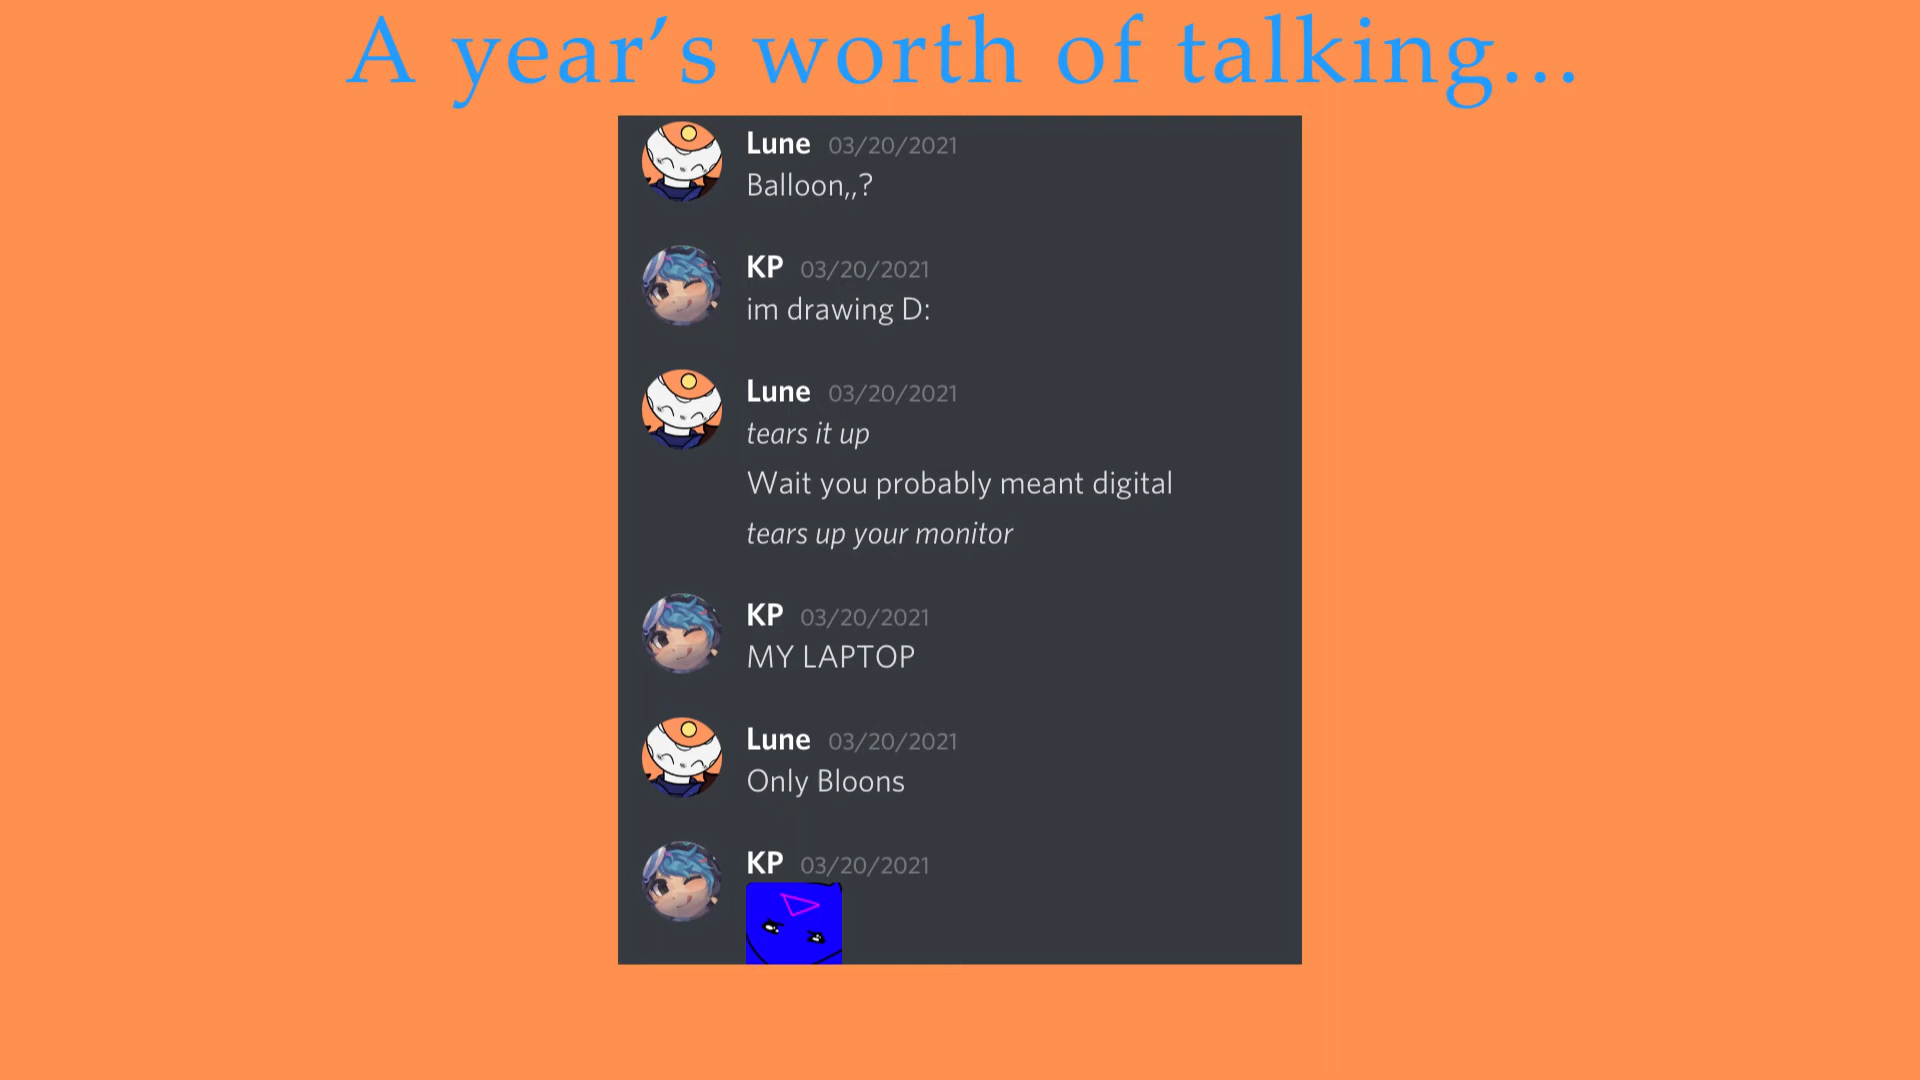 A year’s worth of talking...
Lune 03/20/2021
Balloon,,?
KP 03/20/2021
im drawing D:
Lune 03/20/2021
tears it up
Wait you probably meant digital
tears up your monitor
KP 03/20/2021
MY LAPTOP
Lune 03/20/2021
Only Bloons
KP 03/20/2021